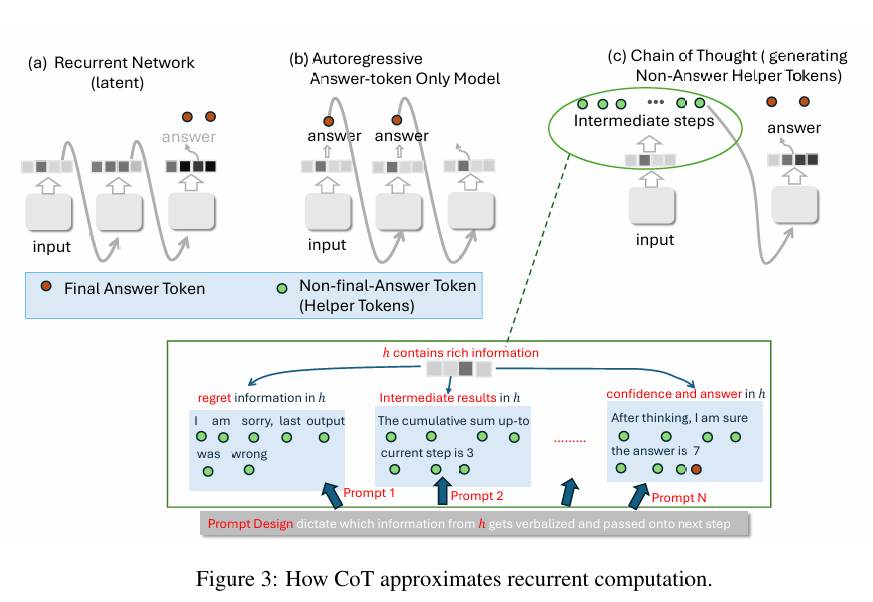 (a) Recurrent Network
(latent)
answer
input
(b) Autoregressive
Answer-token Only Model
answer answer
input
(c) Chain of Thought ( generating
Non-Answer Helper Tokens)
Intermediate steps
answer
input
Final Answer Token
Non-final-Answer Token
(Helper Tokens)
h contains rich information
regret information in h
I am sorry, last output
was wrong
Prompt 1
Intermediate results in h
The cumulative sum up-to
current step is 3
Prompt 2
.........
confidence and answer in h
After thinking, I am sure
the answer is 7
Prompt N
Prompt Design dictate which information from h gets verbalized and passed onto next step
Figure 3: How CoT approximates recurrent computation.